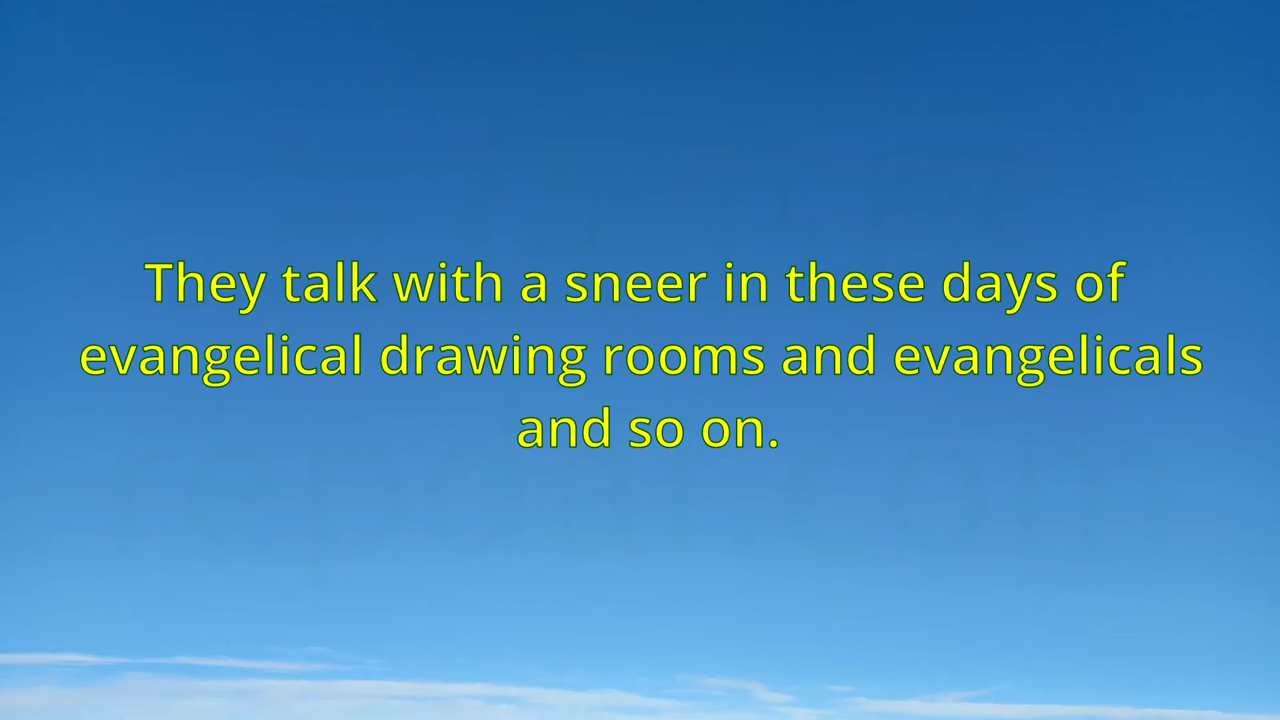 They talk with a sneer in these days of
evangelical drawing rooms and evangelicals
and so on.